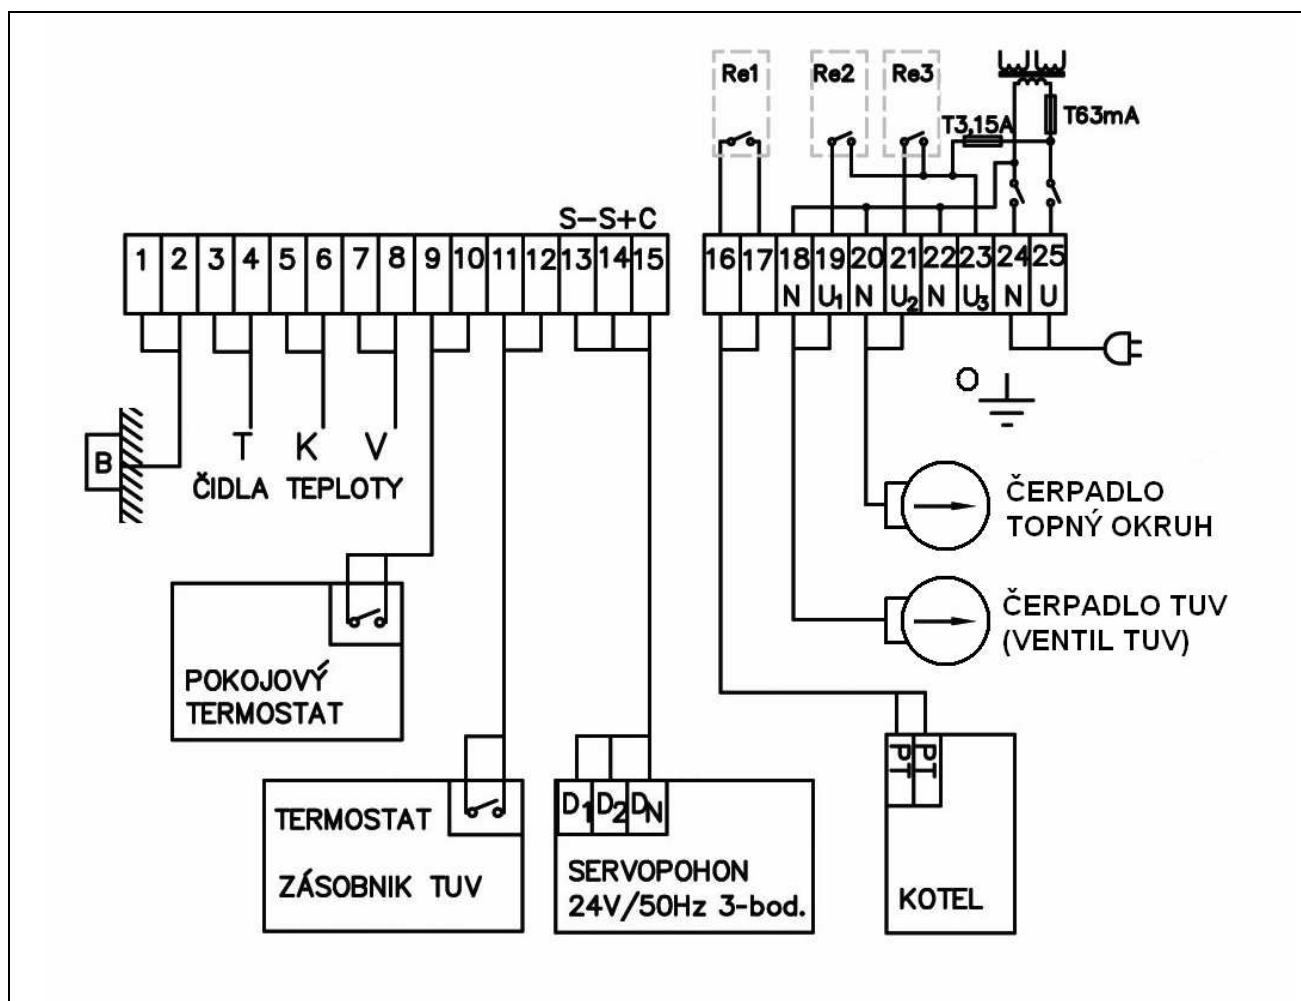 Re1 Re2 Re3
T3,15A T63mA
S-S+C
1 2 3 4 5 6 7 8 9 10 11 12 13 14 15
16 17 18 19 20 21 22 23 24 25
N U1 N U2 N U3 N U
O
B
T K V
ČIDLA TEPLOTY
ČERPADLO
TOPNÝ OKRUH
ČERPADLO TUV
(VENTIL TUV)
POKOJOVÝ
TERMOSTAT
TERMOSTAT
ZÁSOBNIK TUV
D1 D2 DN
SERVOPOHON
24V/50Hz 3-bod.
PT PT
KOTEL